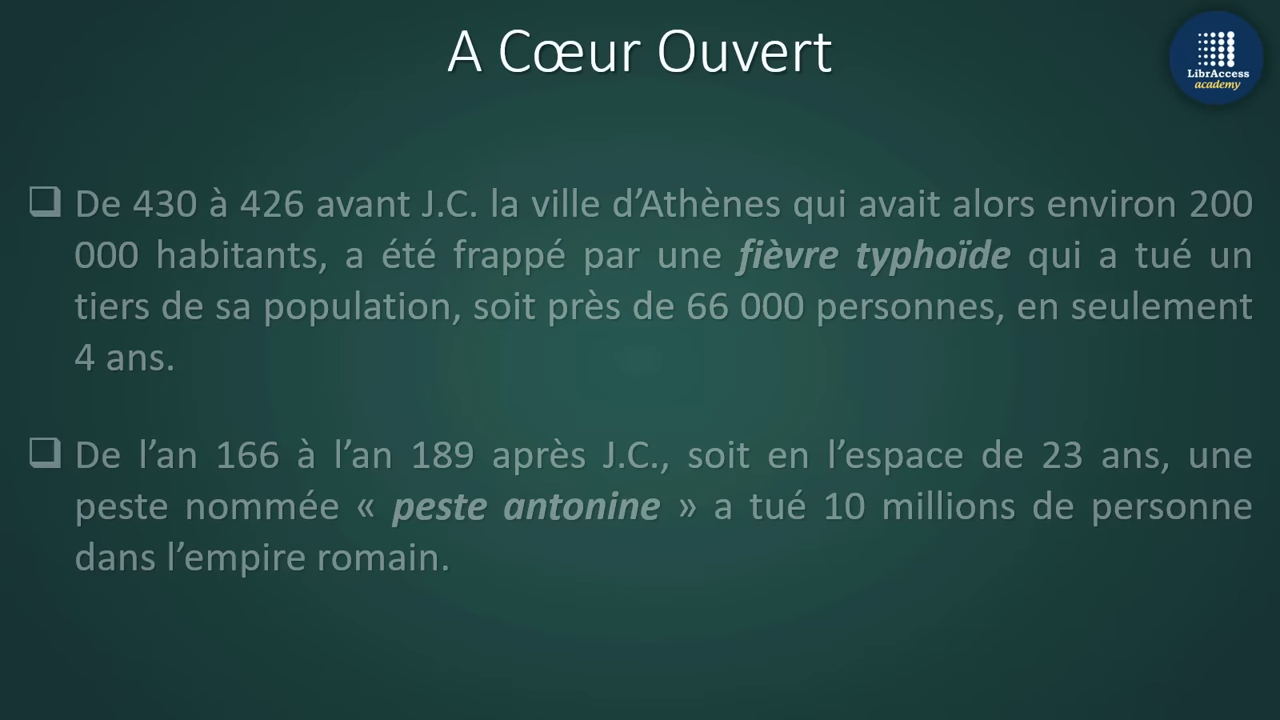 A Cœur Ouvert
LibrAccess
academy
❑ De 430 à 426 avant J.C. la ville d’Athènes qui avait alors environ 200
000 habitants, a été frappé par une fièvre typhoïde qui a tué un
tiers de sa population, soit près de 66 000 personnes, en seulement
4 ans.
❑ De l’an 166 à l’an 189 après J.C., soit en l’espace de 23 ans, une
peste nommée « peste antonine » a tué 10 millions de personne
dans l’empire romain.